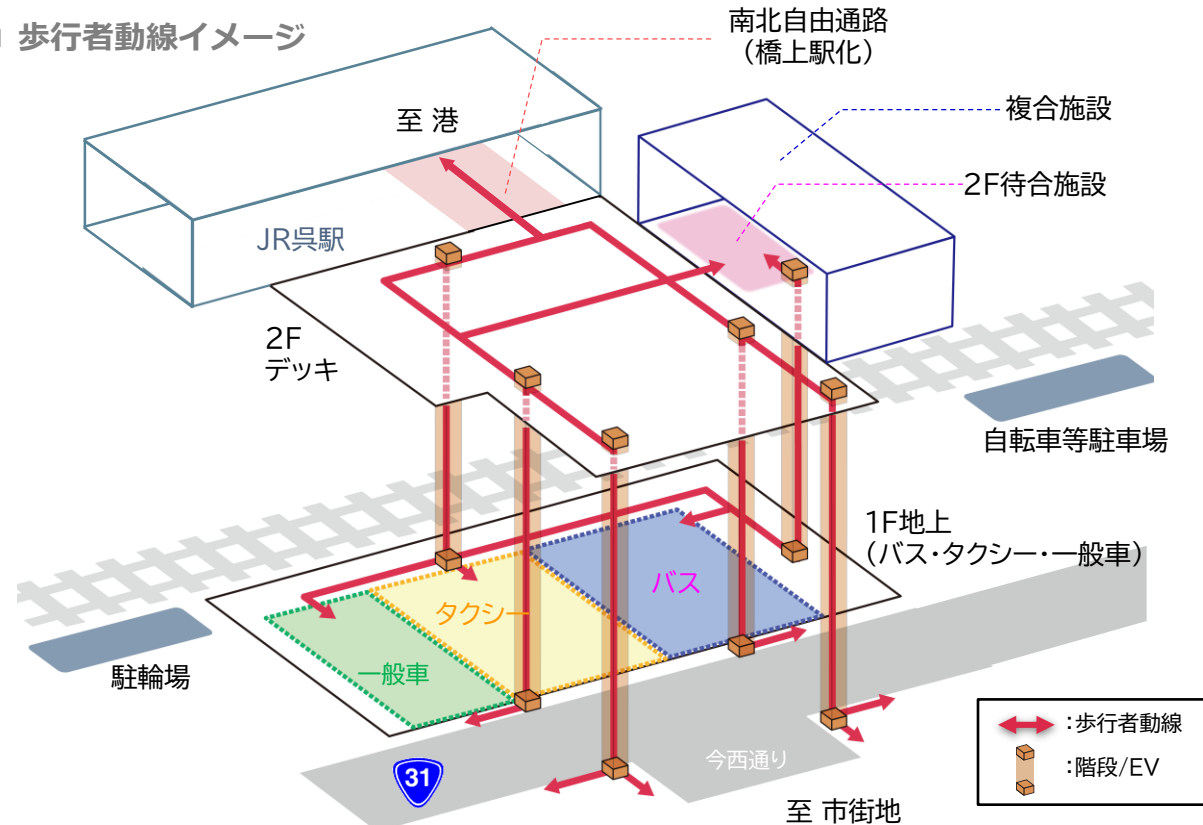 歩行者動線イメージ
南北自由通路
（橋上駅化）
至 港
複合施設
2F待合施設
JR呉駅
2F
デッキ
自転車等駐車場
1F地上
（バス・タクシー・一般車）
バス
タクシー
一般車
駐輪場
31
今西通り
至 市街地
：歩行者動線
：階段/EV